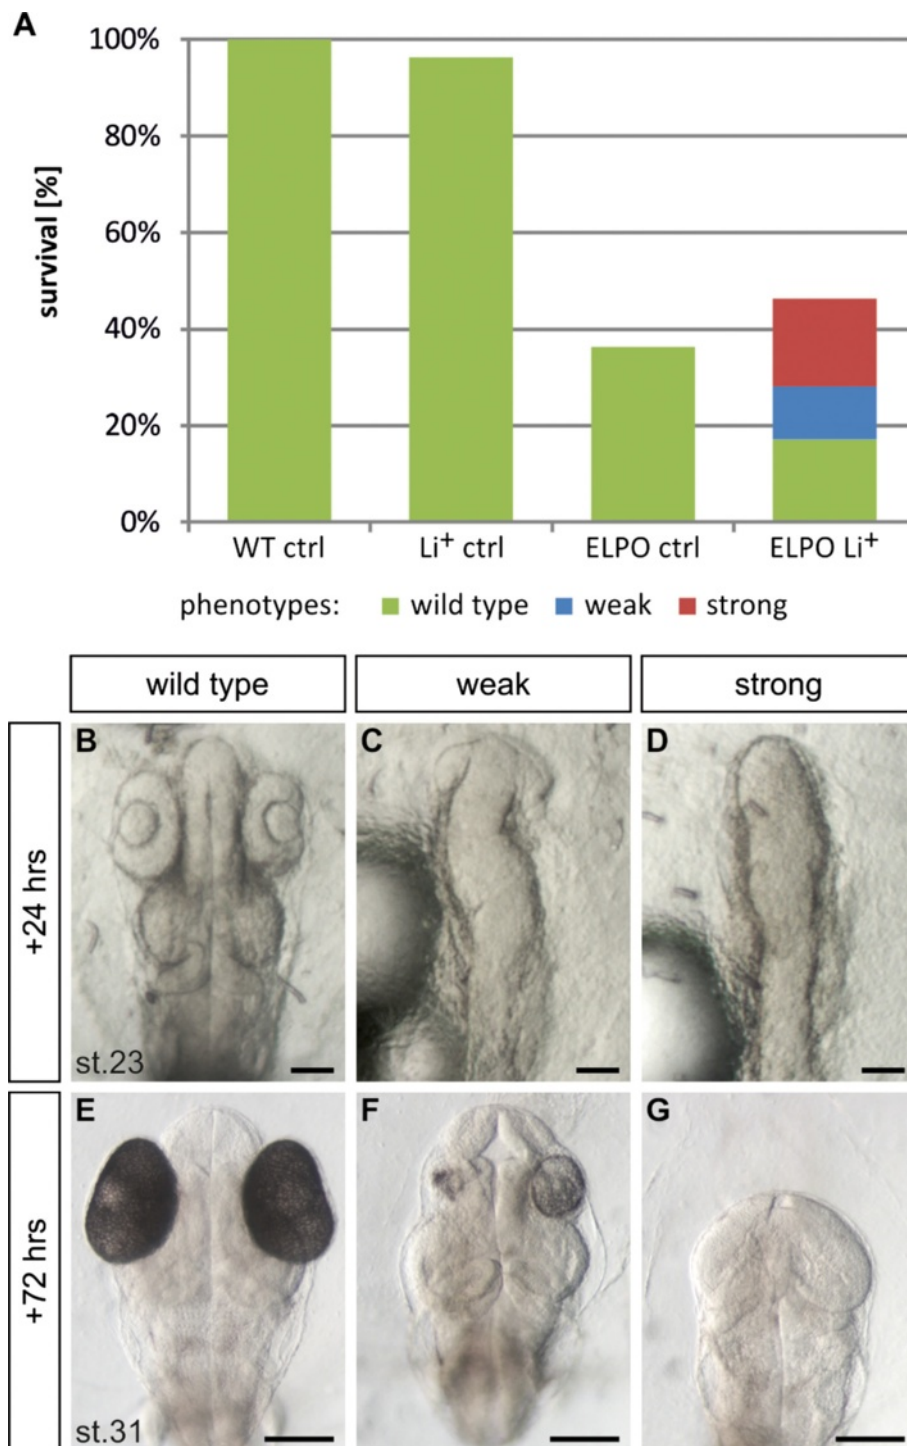 A
100%
80%
60%
40%
20%
0%
survival [%]
WT ctrl Li⁺ ctrl ELPO ctrl ELPO Li⁺
phenotypes: wild type weak strong
wild type weak strong
+24 hrs
B C D
st.23
+72 hrs
E F G
st.31